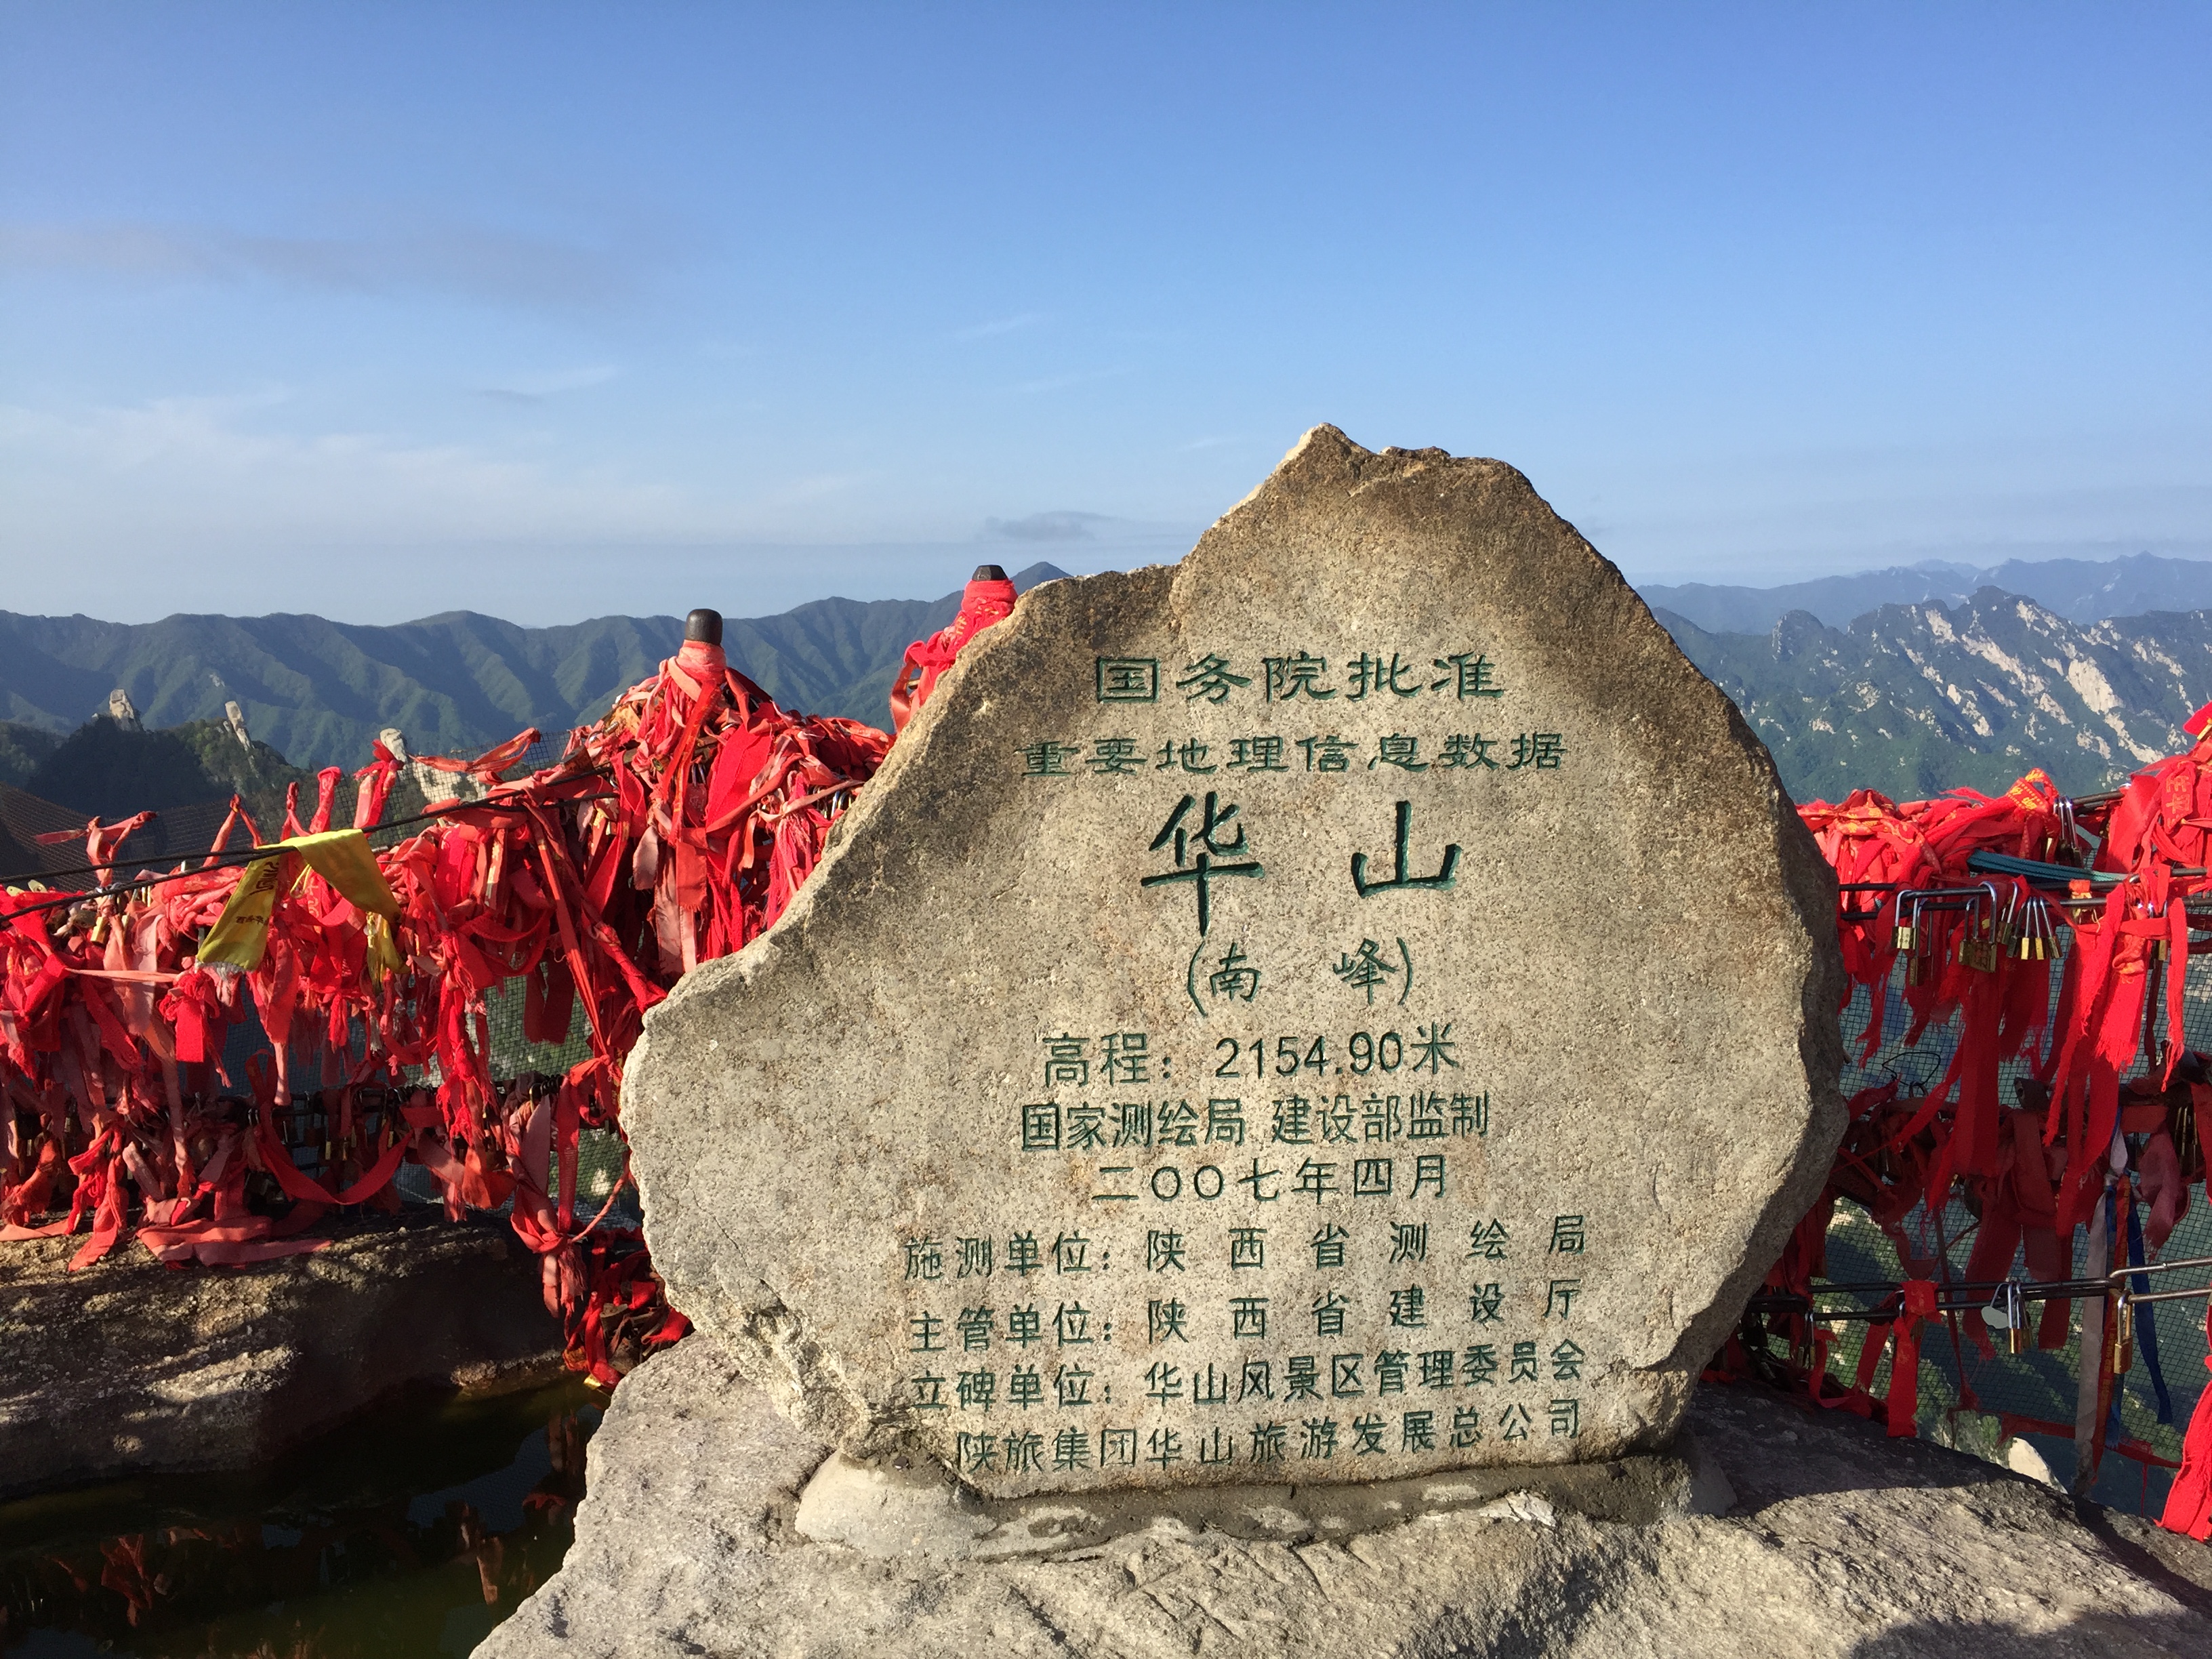 国务院批准
重要地理信息数据
华山
(南峰)
高程：2154.90米
国家测绘局 建设部监制
二〇〇七年四月
施测单位：陕西省测绘局
主管单位：陕西省建设厅
立碑单位：华山风景区管理委员会
陕旅集团华山旅游发展总公司